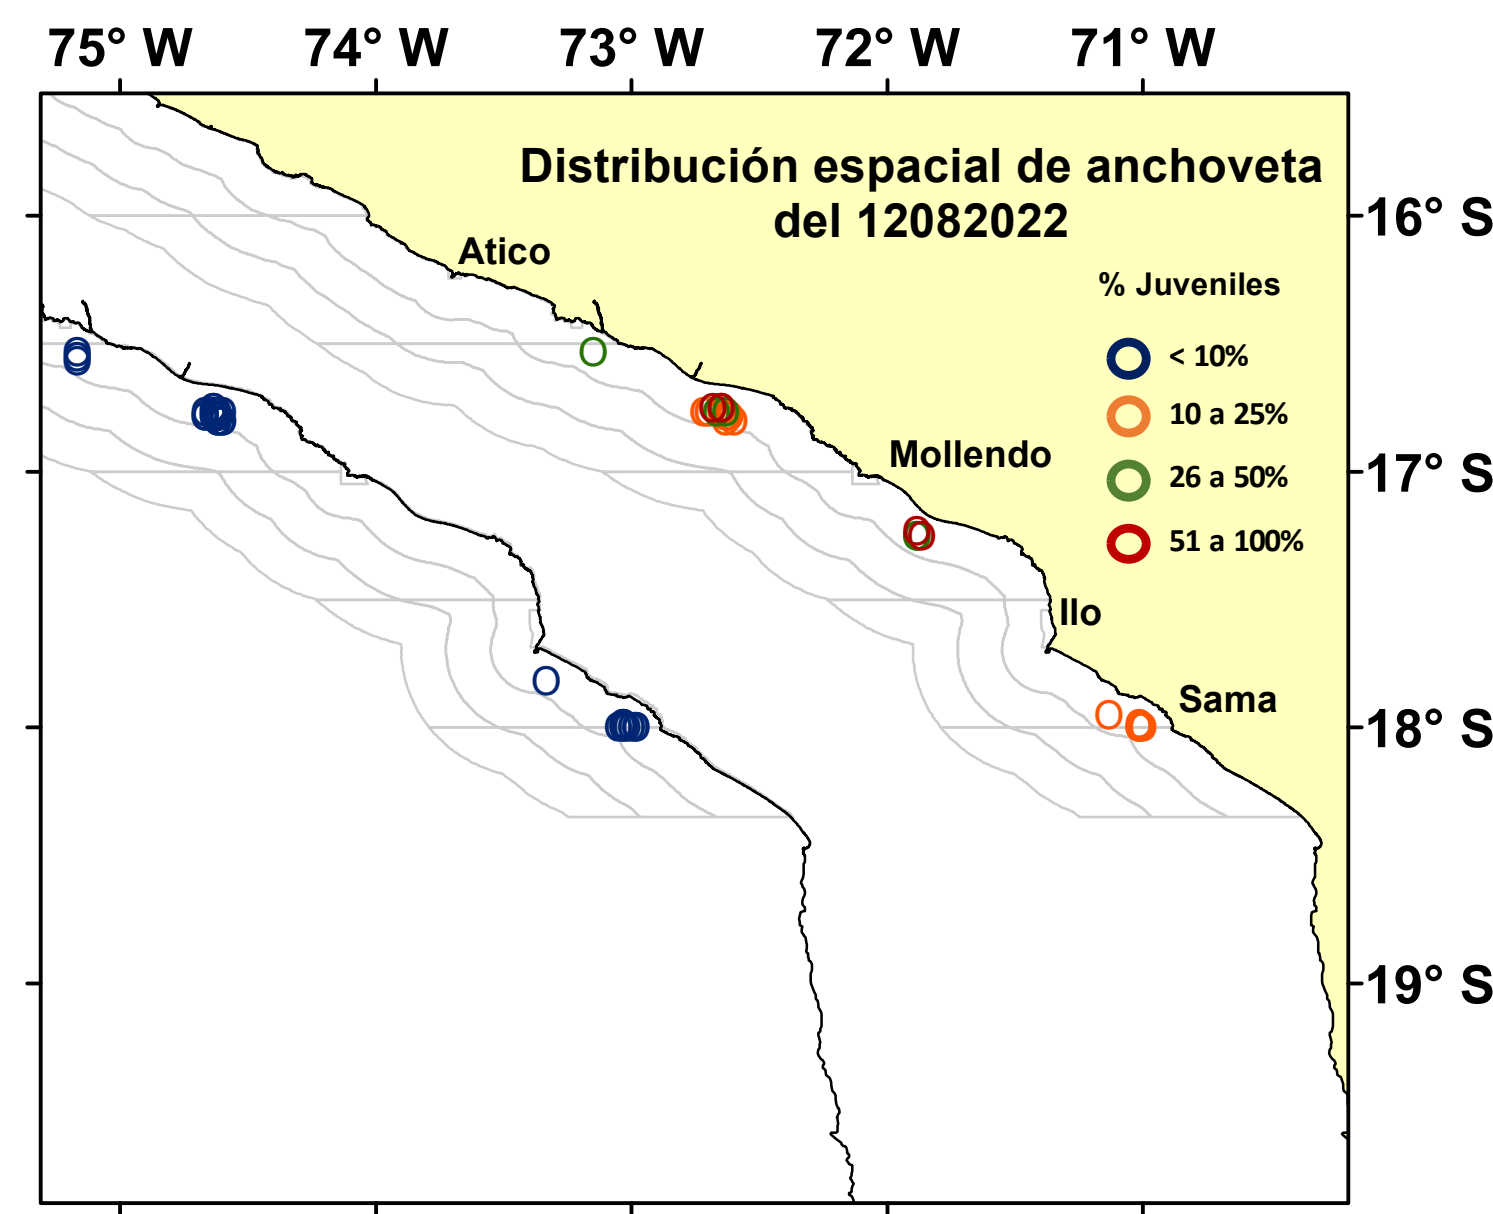 75° W 74° W 73° W 72° W 71° W
Distribución espacial de anchoveta
del 12082022
16° S
Atico
% Juveniles
< 10%
10 a 25%
Mollendo
17° S
26 a 50%
51 a 100%
Ilo
Sama
18° S
19° S